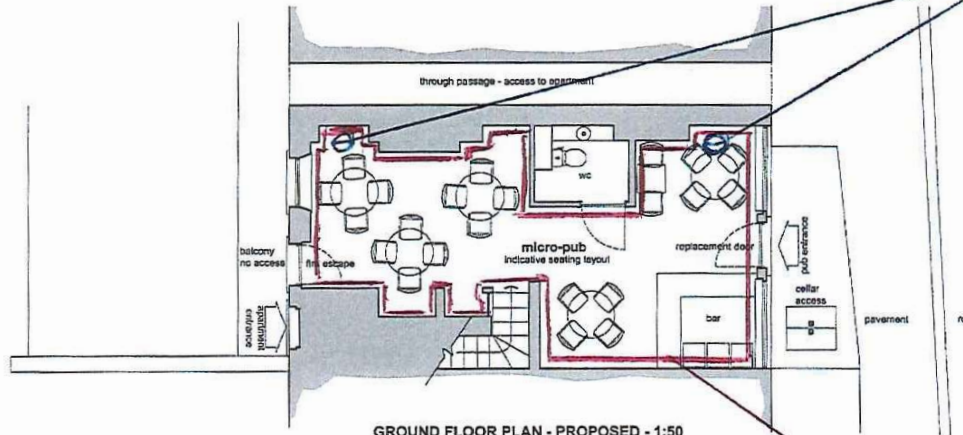 through passage - access to apartment
wc
micro-pub
indicative seating layout
replacement door
pub entrance
balcony
no access
fire escape
apartment
entrance
bar
cellar
access
pavement
GROUND FLOOR PLAN - PROPOSED - 1:50